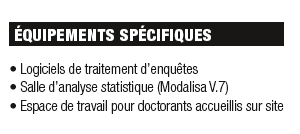 ÉQUIPEMENTS SPÉCIFIQUES
• Logiciels de traitement d'enquêtes
• Salle d'analyse statistique (Modalisa V.7)
• Espace de travail pour doctorants accueillis sur site